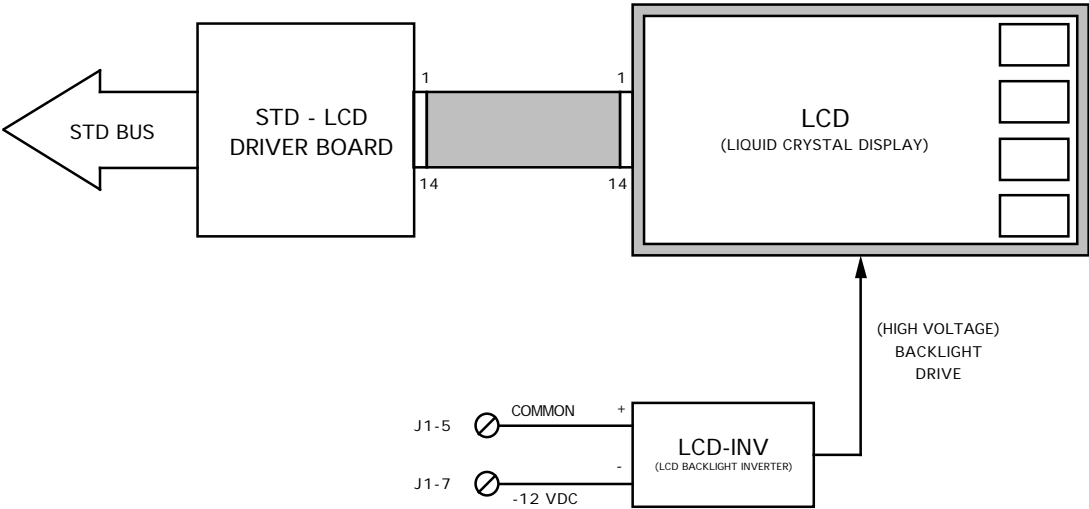 STD BUS
STD - LCD
DRIVER BOARD
1
14
1
14
LCD
(LIQUID CRYSTAL DISPLAY)
(HIGH VOLTAGE)
BACKLIGHT
DRIVE
J1-5
COMMON
+
J1-7
-12 VDC
-
LCD-INV
(LCD BACKLIGHT INVERTER)